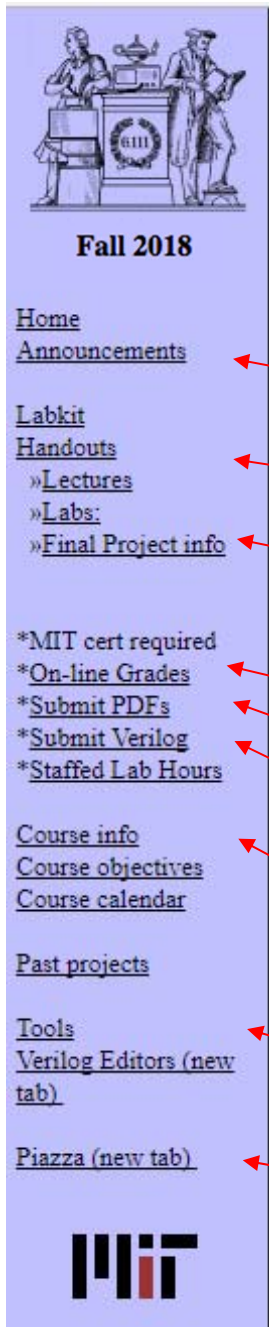 6.111
Fall 2018
Home
Announcements
Labkit
Handouts
»Lectures
»Labs:
»Final Project info
*MIT cert required
*On-line Grades
*Submit PDFs
*Submit Verilog
*Staffed Lab Hours
Course info
Course objectives
Course calendar
Past projects
Tools
Verilog Editors (new
tab)
Piazza (new tab)
MIT